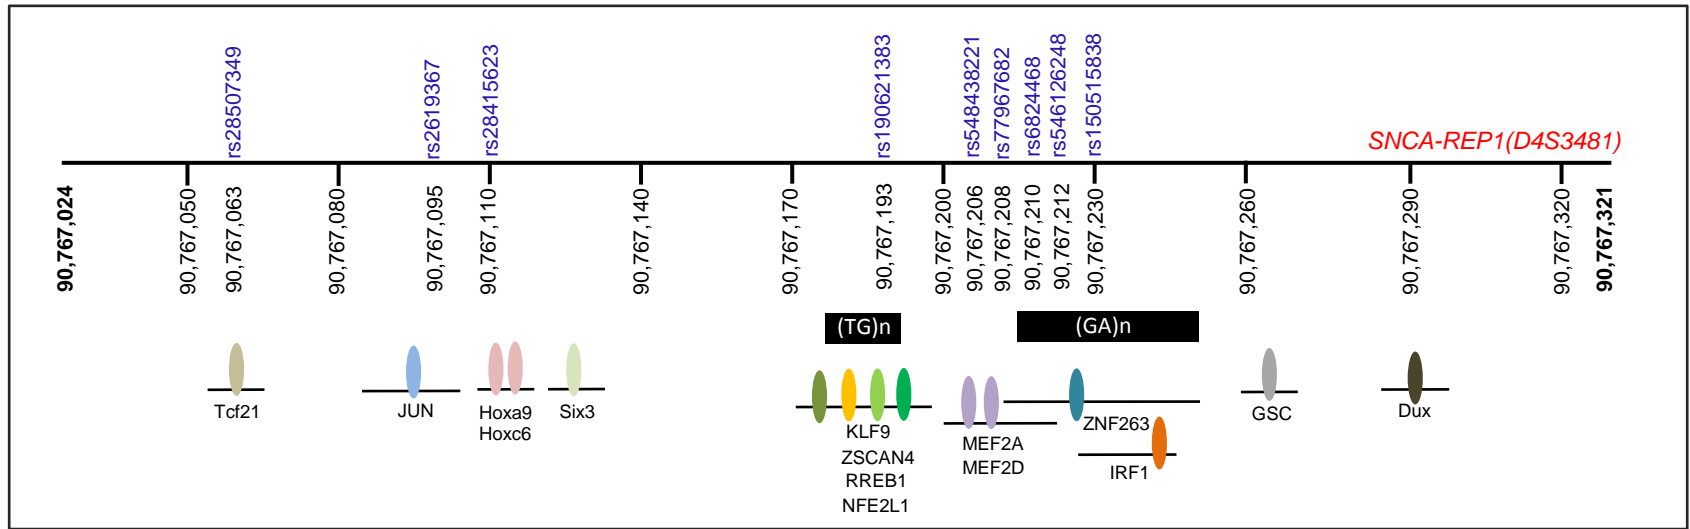 rs28507349
rs2619367
rs28415623
rs190621383
rs548438221
rs77967682
rs6824468
rs546126248
rs150515838
SNCA-REP1(D4S3481)
90,767,024
90,767,050
90,767,063
90,767,080
90,767,095
90,767,110
90,767,140
90,767,170
90,767,193
90,767,200
90,767,206
90,767,208
90,767,210
90,767,212
90,767,230
90,767,260
90,767,290
90,767,320
90,767,321
(TG)n
(GA)n
Tcf21
JUN
Hoxa9
Hoxc6
Six3
KLF9
ZSCAN4
RREB1
NFE2L1
MEF2A
MEF2D
ZNF263
IRF1
GSC
Dux